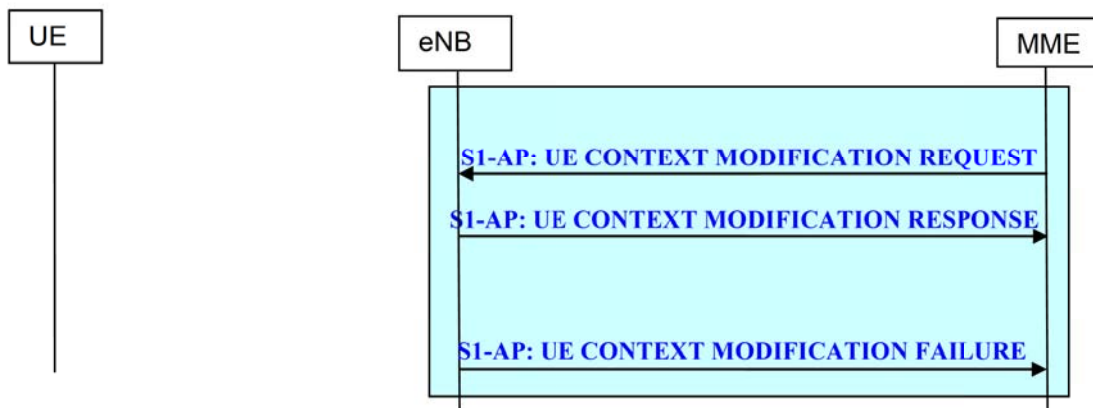 UE
eNB
MME
S1-AP: UE CONTEXT MODIFICATION REQUEST
S1-AP: UE CONTEXT MODIFICATION RESPONSE
S1-AP: UE CONTEXT MODIFICATION FAILURE